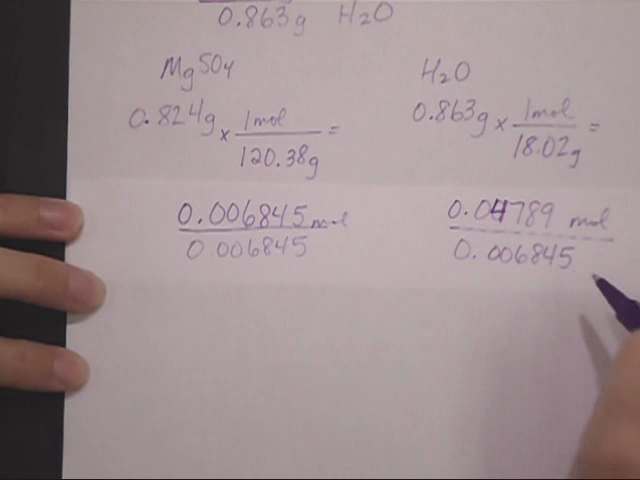 0.863g H2O
MgSO4 H2O
0.824g x 1mol / 120.38g = 0.863g x 1mol / 18.02g =
0.006845 mol 0.04789 mol
0.006845 0.006845